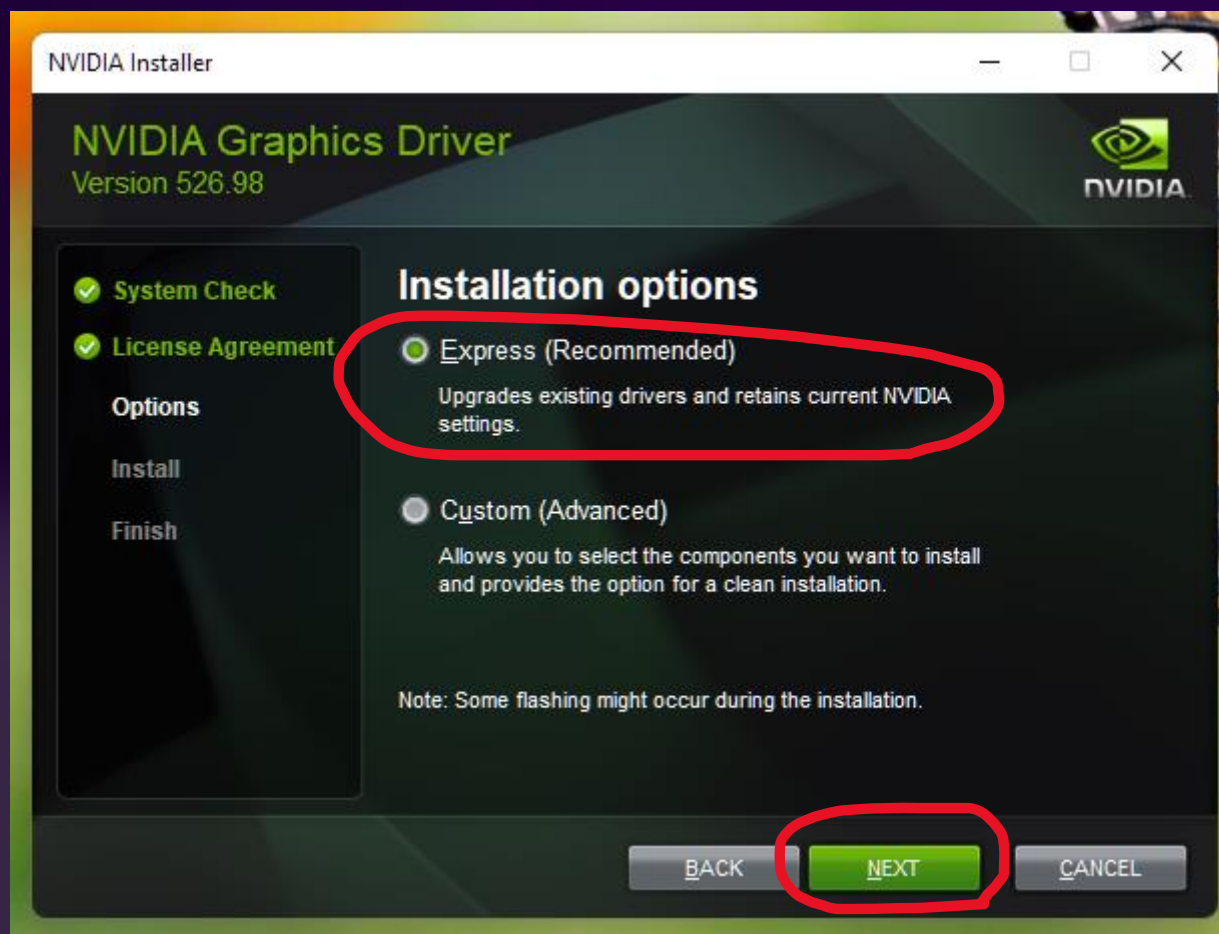 NVIDIA Installer
NVIDIA Graphics Driver
Version 526.98
NVIDIA
System Check
License Agreement
Options
Install
Finish
Installation options
Express (Recommended)
Upgrades existing drivers and retains current NVIDIA
settings.
Custom (Advanced)
Allows you to select the components you want to install
and provides the option for a clean installation.
Note: Some flashing might occur during the installation.
BACK
NEXT
CANCEL